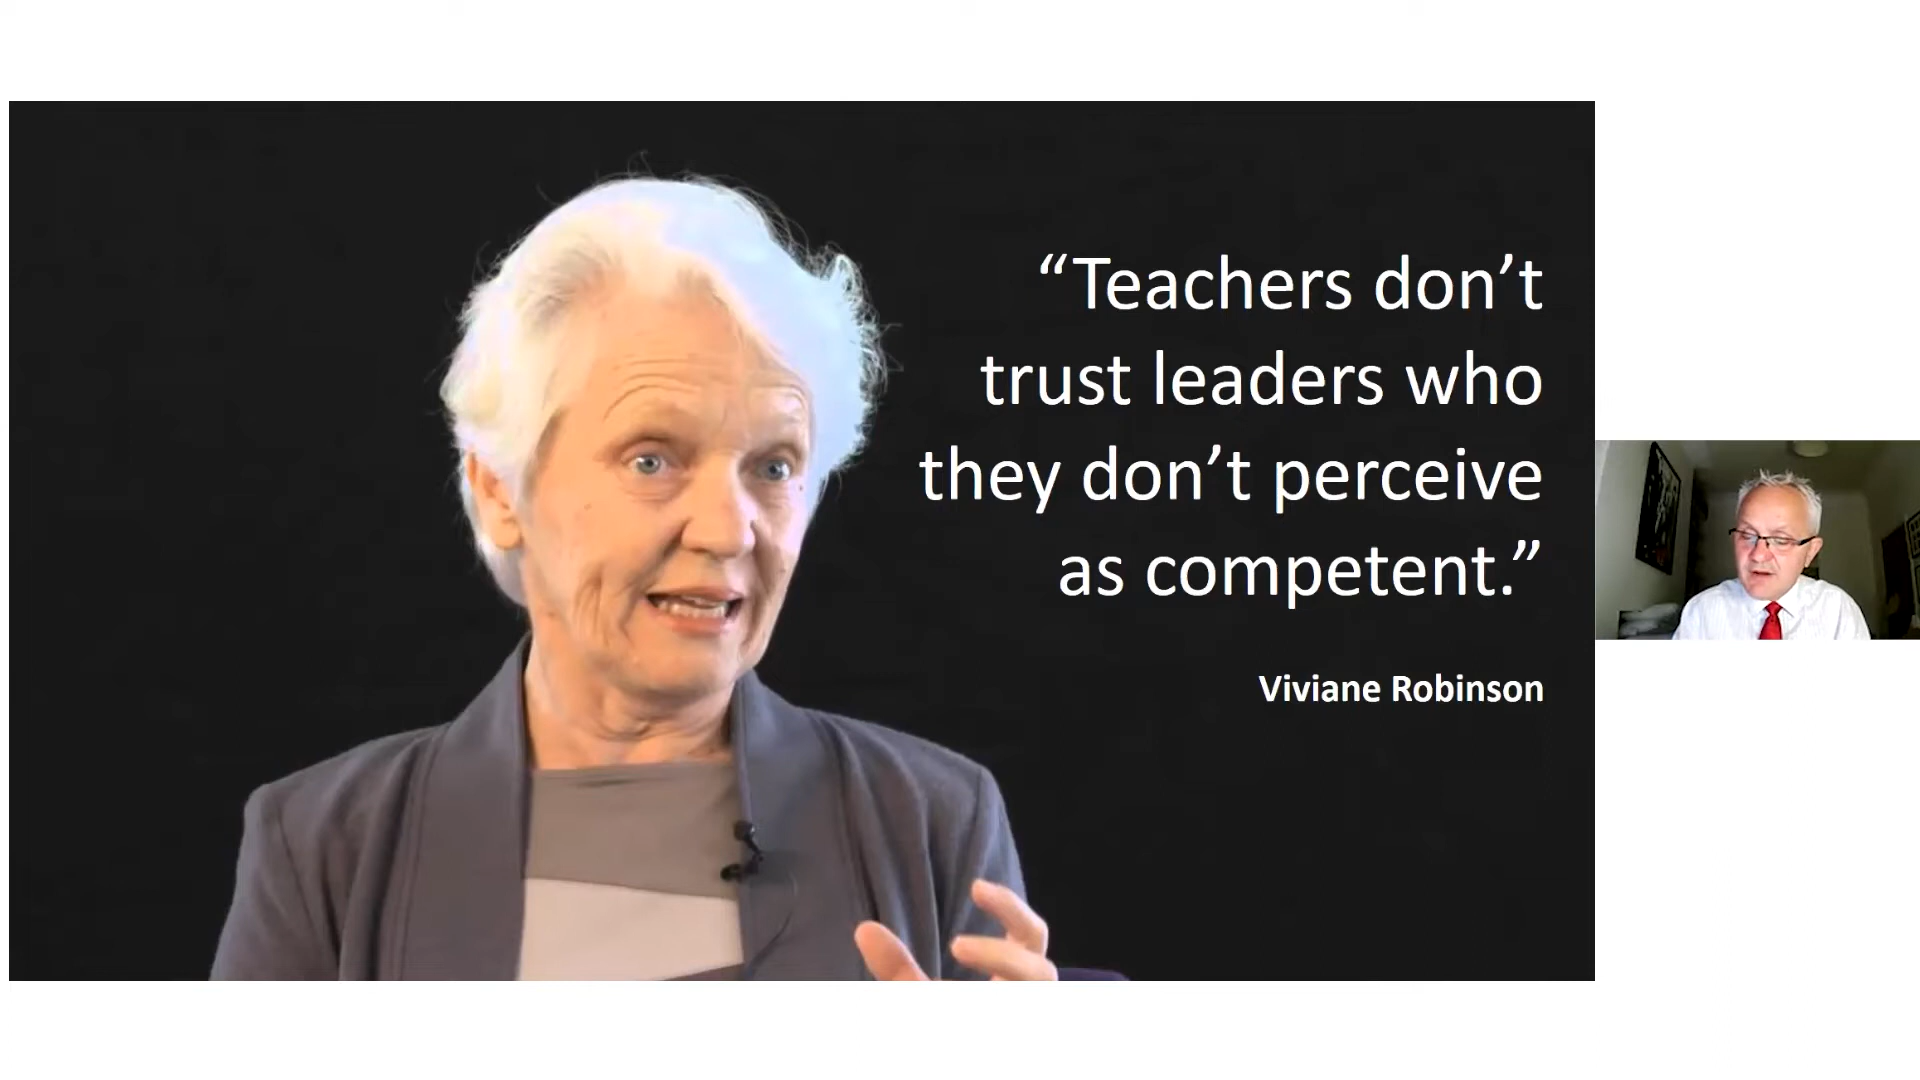 “Teachers don’t
trust leaders who
they don’t perceive
as competent.”
Viviane Robinson